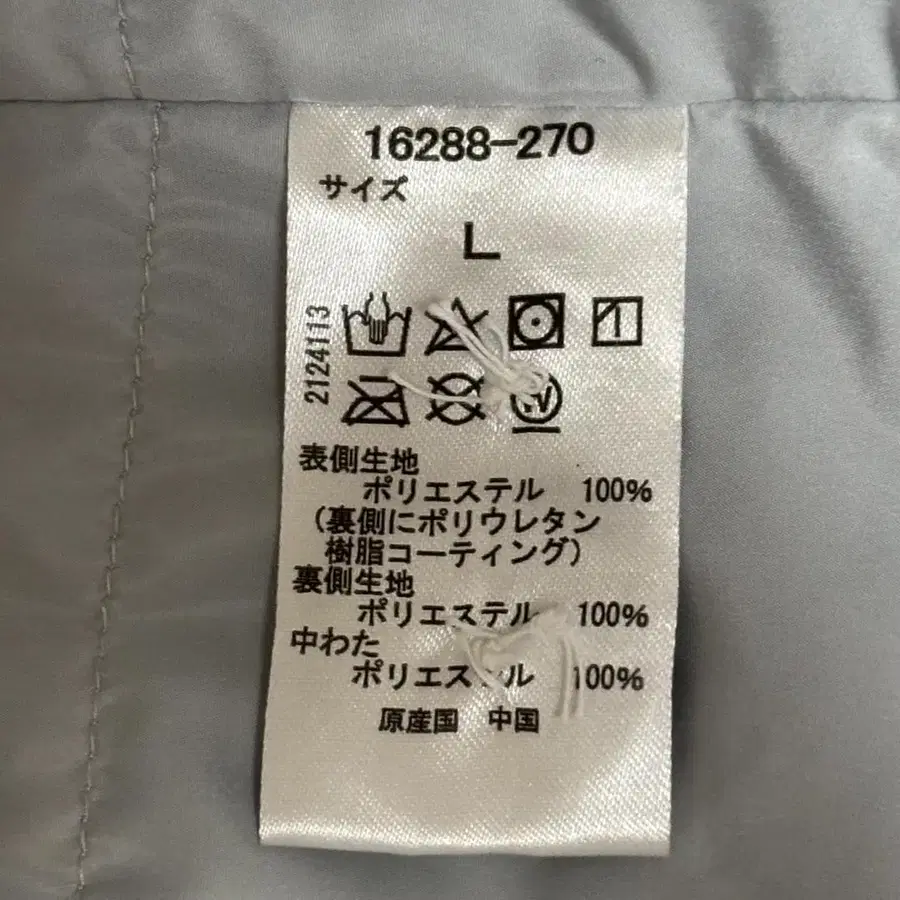 16288-270
サイズ
L
2124113
表側生地
ポリエステル 100%
(裏側にポリウレタン
樹脂コーティング)
裏側生地
ポリエステル 100%
中わた
ポリエステル 100%
原産国 中国